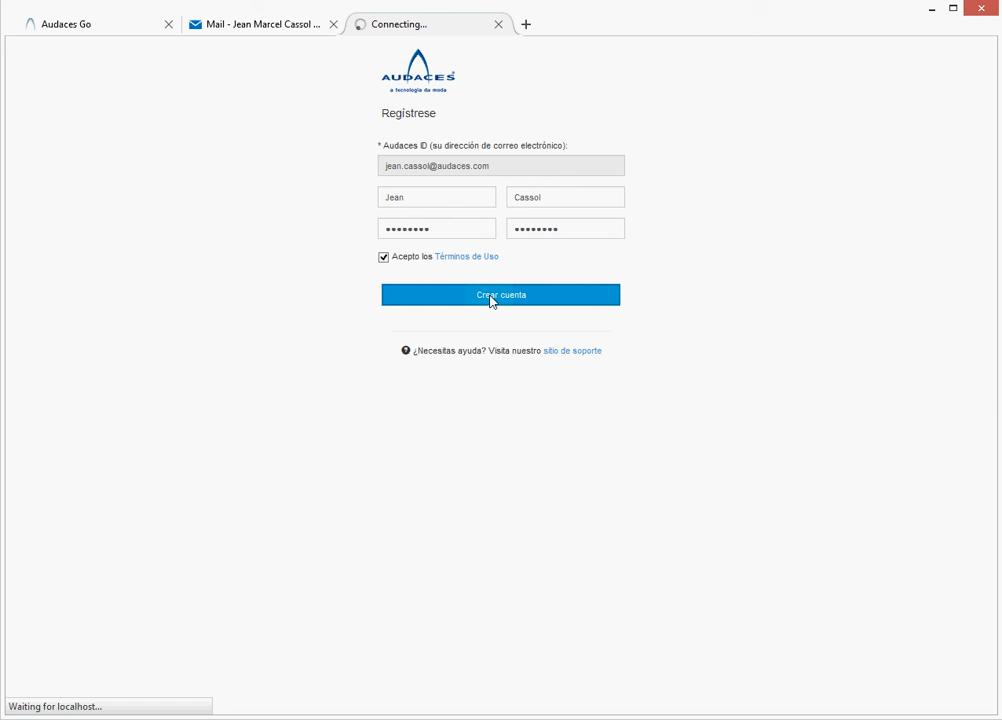 Audaces Go
Mail - Jean Marcel Cassol ...
Connecting...
AUDACES
a tecnologia da moda
Regístrese
* Audaces ID (su dirección de correo electrónico):
jean.cassol@audaces.com
Jean Cassol
•••••••• ••••••••
Acepto los Términos de Uso
Crear cuenta
¿Necesitas ayuda? Visita nuestro sitio de soporte
Waiting for localhost...